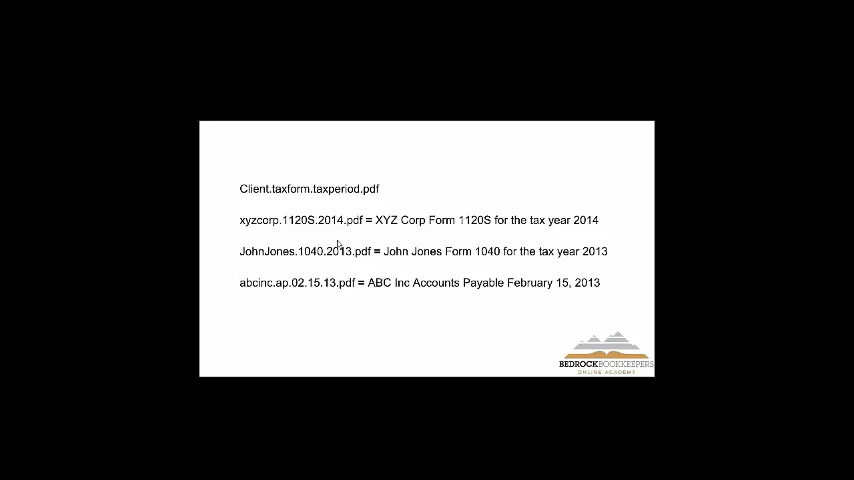 Client.taxform.taxperiod.pdf
xyzcorp.1120S.2014.pdf = XYZ Corp Form 1120S for the tax year 2014
JohnJones.1040.2013.pdf = John Jones Form 1040 for the tax year 2013
abcinc.ap.02.15.13.pdf = ABC Inc Accounts Payable February 15, 2013
BEDROCKBOOKKEEPERS
ONLINE ACADEMY